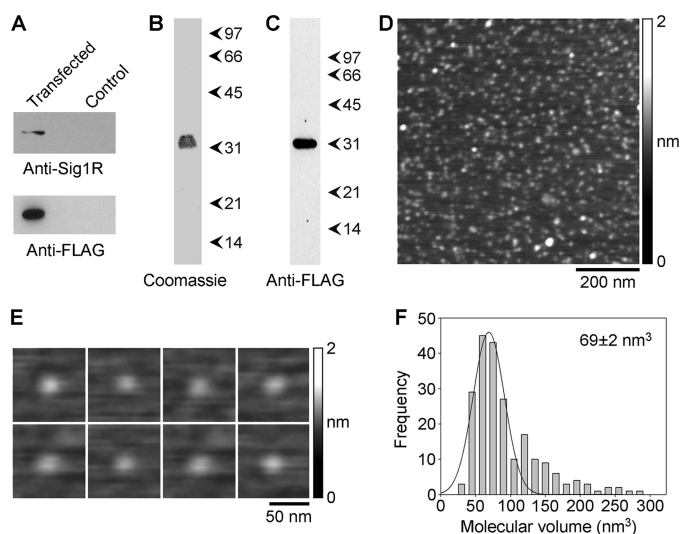 A
Transfected
Control
Anti-Sig1R
Anti-FLAG
B
97
66
45
31
21
14
Coomassie
C
97
66
45
31
21
14
Anti-FLAG
D
2
nm
0
200 nm
E
2
nm
0
50 nm
F
69±2 nm³
Frequency
50
40
30
20
10
0
0 50 100 150 200 250 300
Molecular volume (nm³)